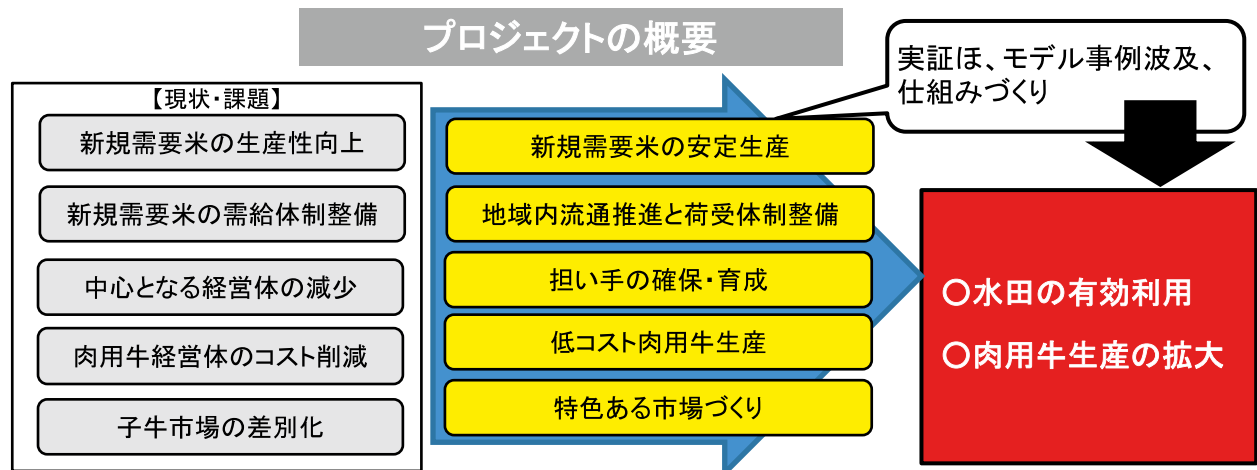 プロジェクトの概要
実証ほ、モデル事例波及、
仕組みづくり
【現状・課題】
新規需要米の生産性向上
新規需要米の需給体制整備
中心となる経営体の減少
肉用牛経営体のコスト削減
子牛市場の差別化
新規需要米の安定生産
地域内流通推進と荷受体制整備
担い手の確保・育成
低コスト肉用牛生産
特色ある市場づくり
○水田の有効利用
○肉用牛生産の拡大